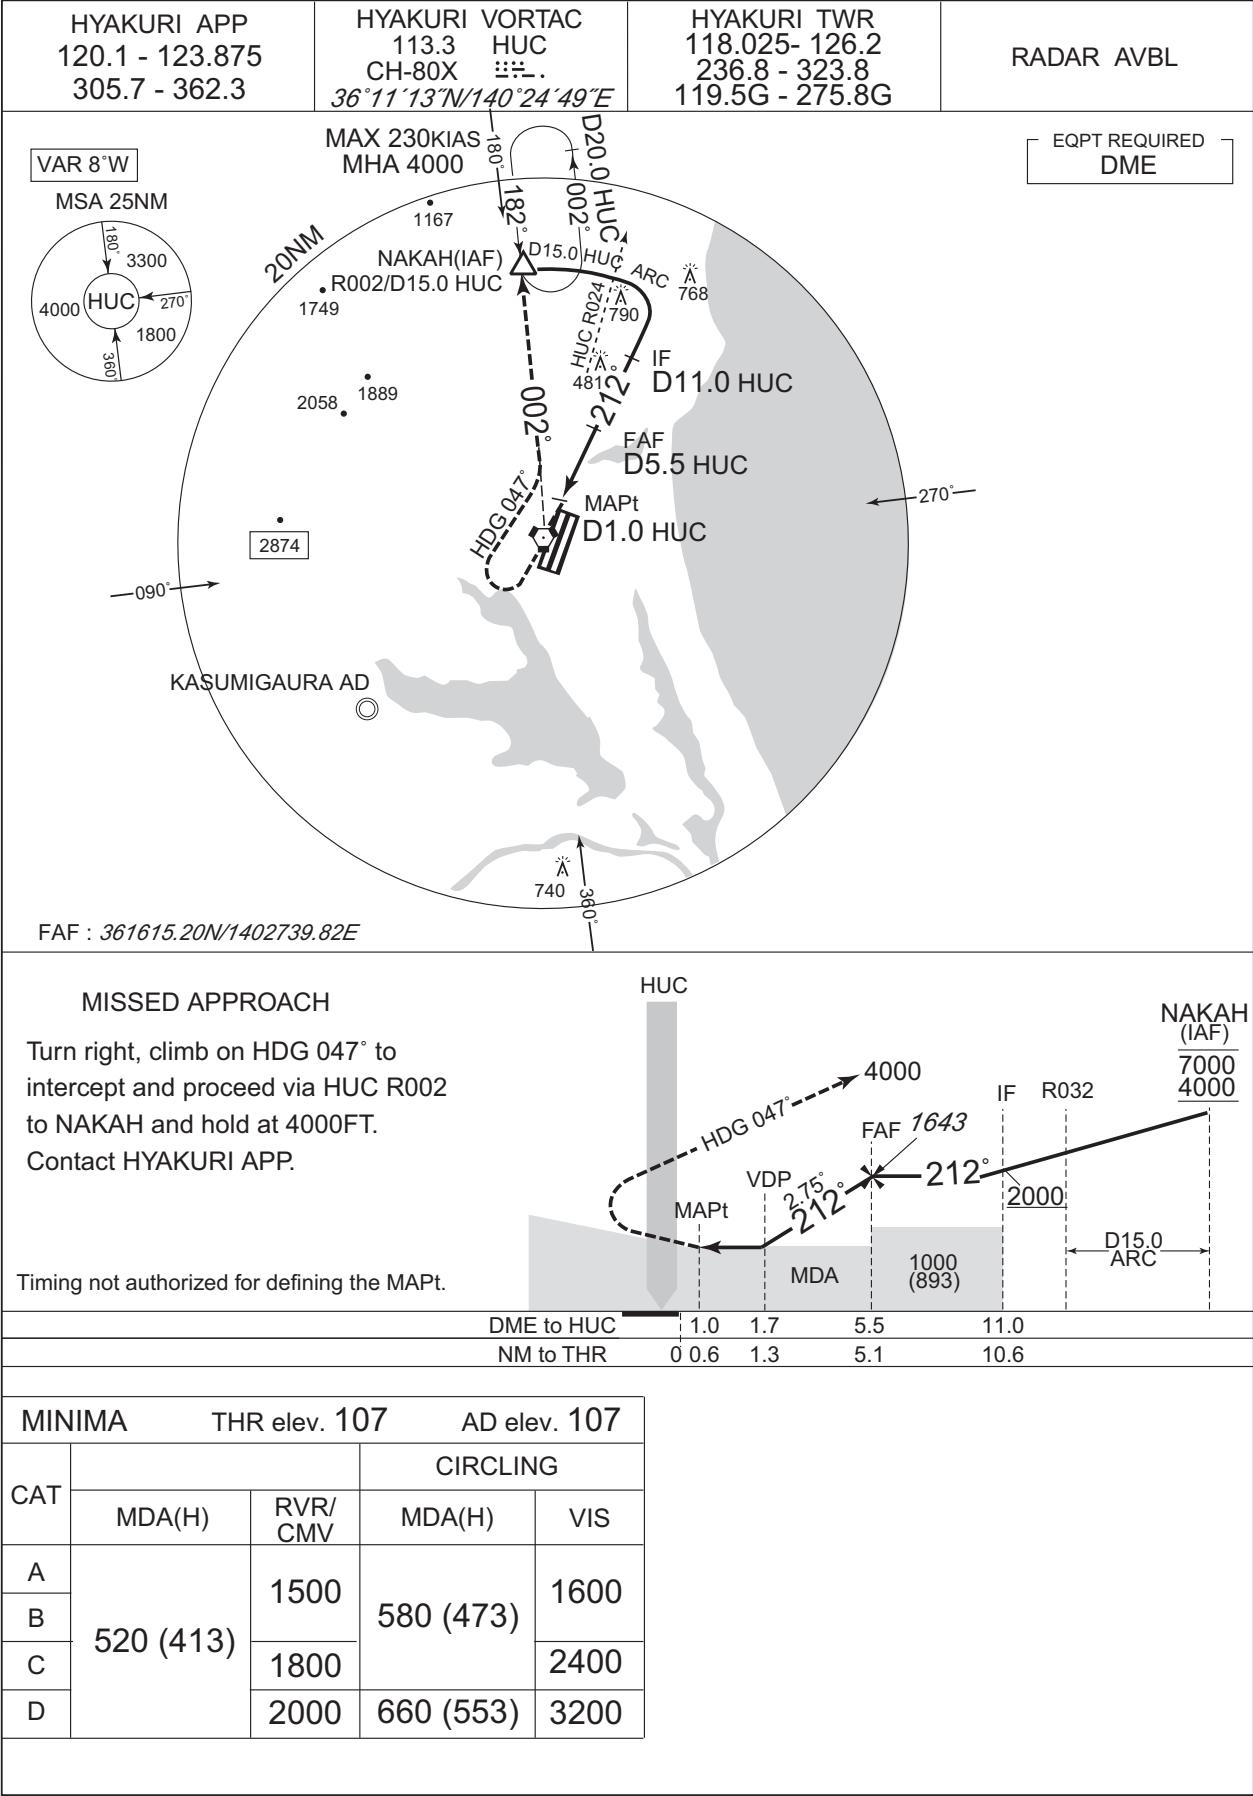 HYAKURI APP
120.1 - 123.875
305.7 - 362.3
HYAKURI VORTAC
113.3 HUC
CH-80X
36°11´13˝N/140°24´49˝E
HYAKURI TWR
118.025- 126.2
236.8 - 323.8
119.5G - 275.8G
RADAR AVBL
VAR 8°W
MSA 25NM
180°
3300
4000
HUC
270°
1800
360°
MAX 230KIAS
MHA 4000
180°
182°
002°
D20.0 HUC
EQPT REQUIRED
DME
20NM
1167
NAKAH(IAF)
R002/D15.0 HUC
D15.0 HUC ARC
768
790
HUC R024
1749
481
IF
D11.0 HUC
212°
1889
2058
002°
FAF
D5.5 HUC
HDG 047°
MAPt
D1.0 HUC
270°
2874
090°
KASUMIGAURA AD
740
360°
FAF : 361615.20N/1402739.82E
MISSED APPROACH
Turn right, climb on HDG 047° to
intercept and proceed via HUC R002
to NAKAH and hold at 4000FT.
Contact HYAKURI APP.
Timing not authorized for defining the MAPt.
HUC
NAKAH
(IAF)
7000
4000
4000
IF
R032
HDG 047°
FAF
1643
VDP
2.75°
212°
212°
2000
MAPt
D15.0
ARC
MDA
1000
(893)
DME to HUC 1.0 1.7 5.5 11.0
NM to THR 0 0.6 1.3 5.1 10.6
MINIMA THR elev. 107 AD elev. 107
CAT
CIRCLING
MDA(H)
RVR/
CMV
MDA(H)
VIS
A
B
C
D
520 (413)
1500
1800
2000
580 (473)
660 (553)
1600
2400
3200